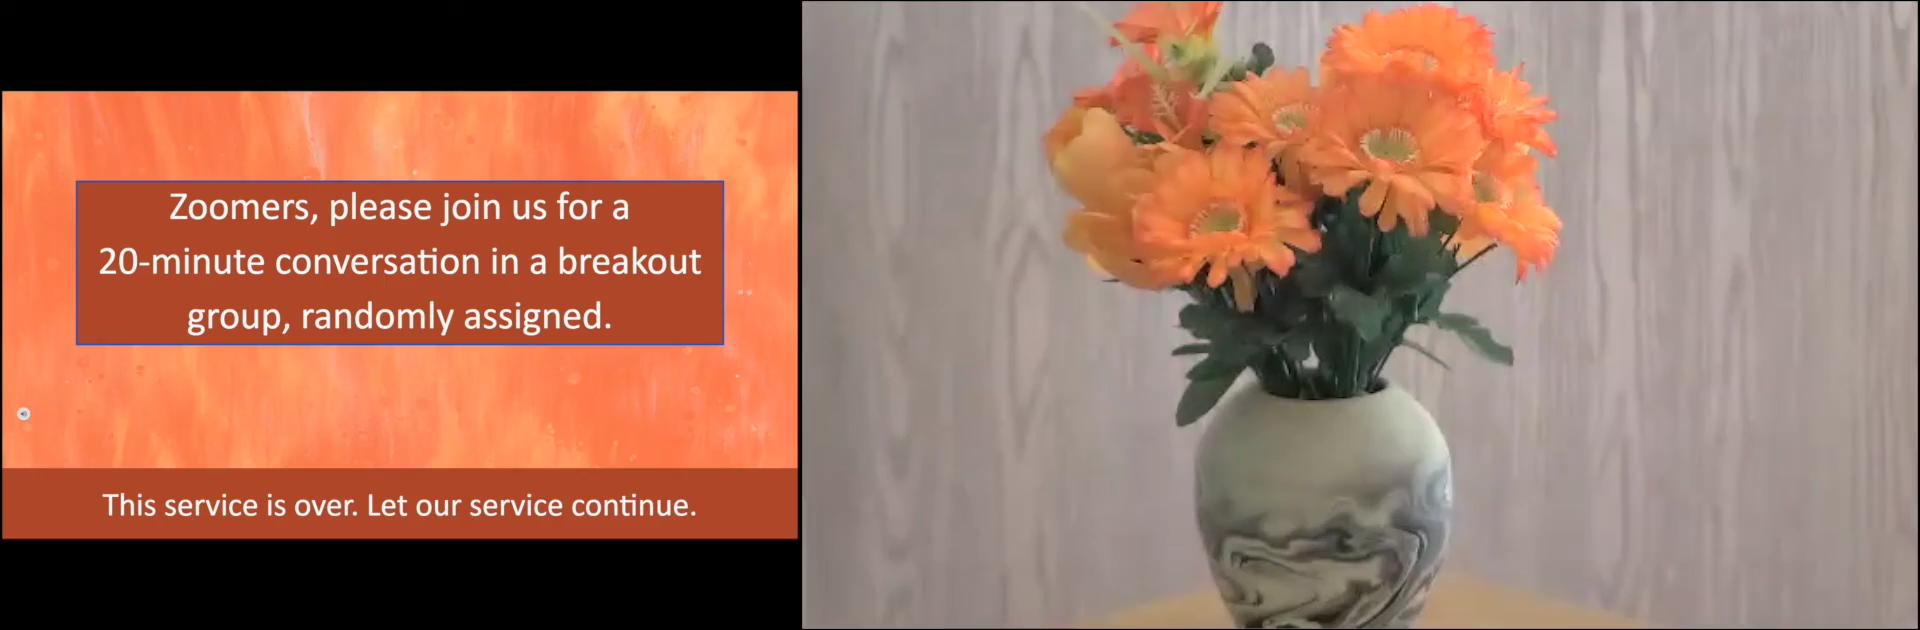 Zoomers, please join us for a
20-minute conversation in a breakout
group, randomly assigned.
This service is over. Let our service continue.